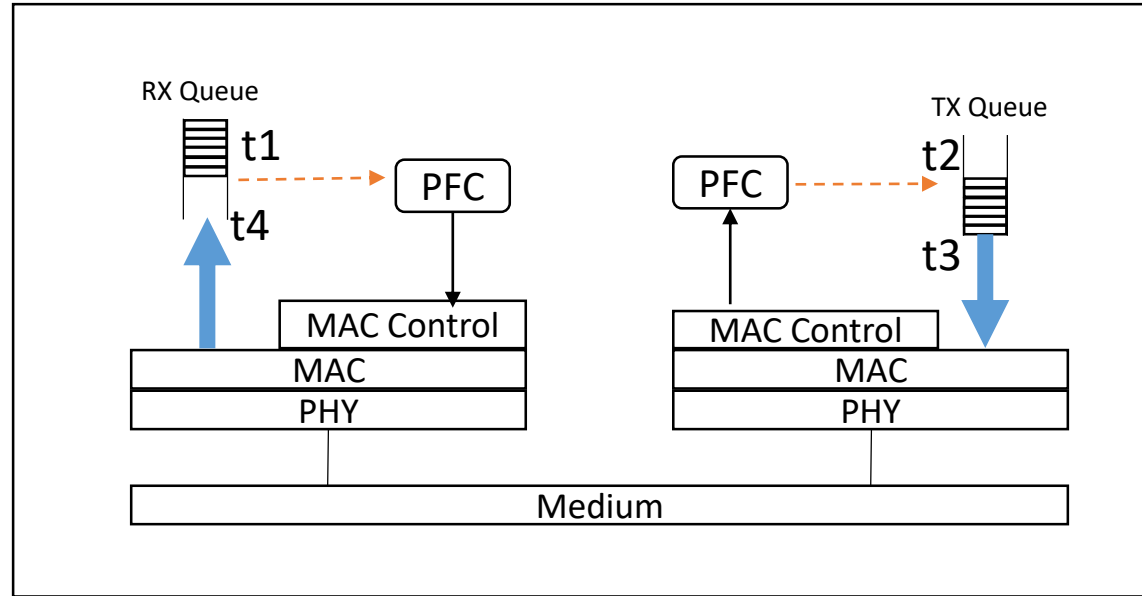 RX Queue
TX Queue
t1
t2
PFC
PFC
t4
t3
MAC Control
MAC Control
MAC
MAC
PHY
PHY
Medium